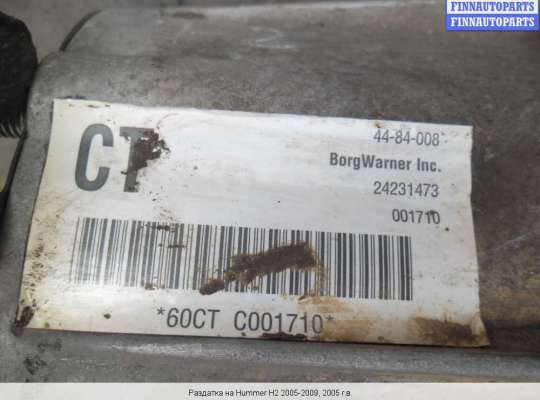 FINNAUTOPARTS
FINNAUTOPARTS
CT
44-84-008
BorgWarner Inc.
24231473
001710
*60CT C001710*
Раздатка на Hummer H2 2005-2009, 2005 г.в.